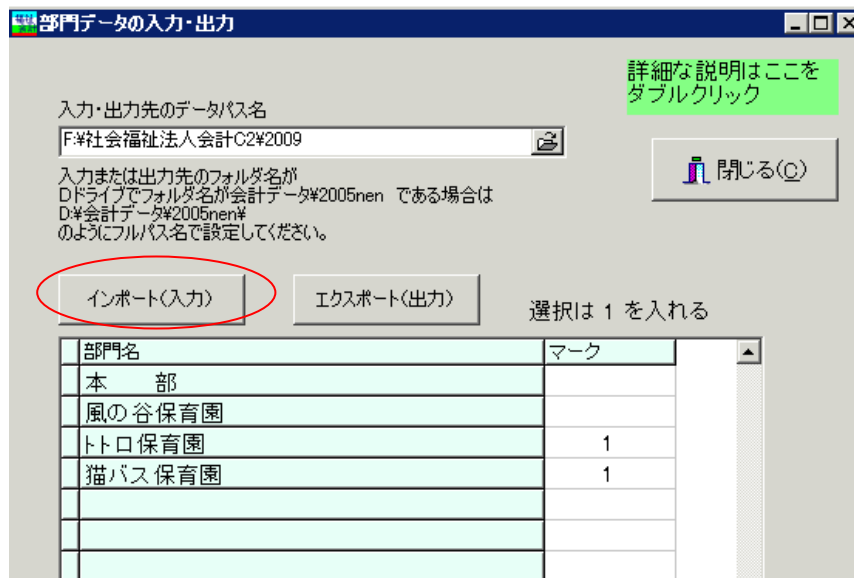 部門データの入力・出力
詳細な説明はここを
ダブルクリック
入力・出力先のデータパス名
F:¥社会福祉法人会計C2¥2009
閉じる(C)
入力または出力先のフォルダ名が
Dドライブでフォルダ名が会計データ¥2005nen である場合は
D:¥会計データ¥2005nen¥
のようにフルパス名で設定してください。
インポート(入力)
エクスポート(出力)
選択は 1 を入れる
部門名 マーク
本 部
風の谷保育園
トトロ保育園 1
猫バス保育園 1